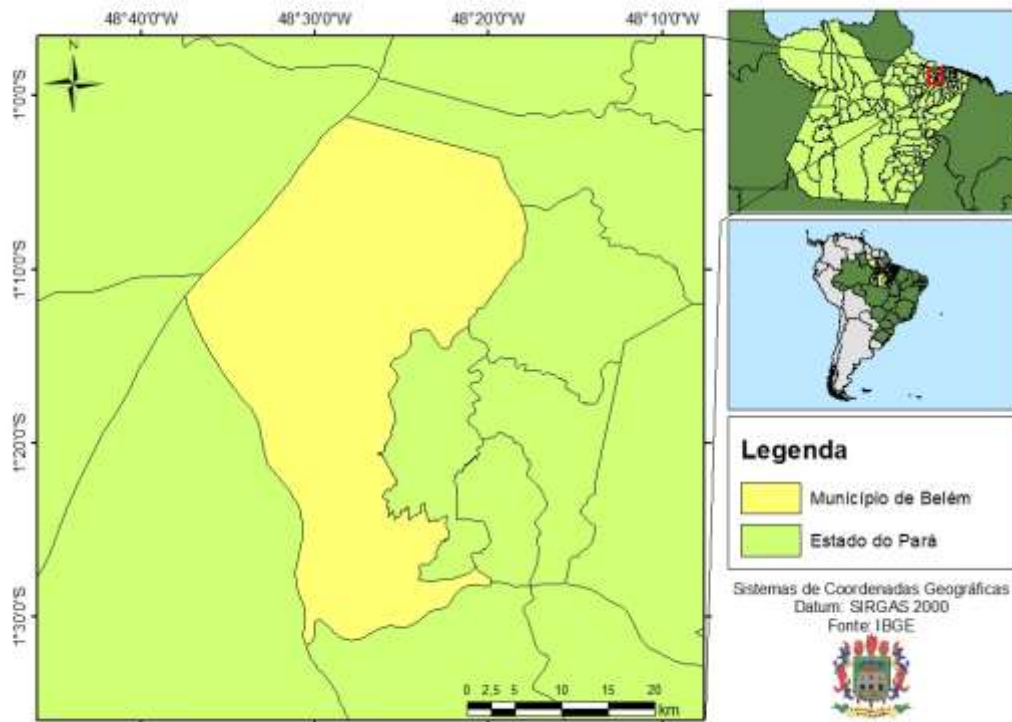 48°40'0"W 48°30'0"W 48°20'0"W 48°10'0"W
N
1°0'0"S
1°10'0"S
1°20'0"S
1°30'0"S
0 2,5 5 10 15 20
km
Legenda
Município de Belém
Estado do Pará
Sistemas de Coordenadas Geográficas
Datum: SIRGAS 2000
Fonte: IBGE